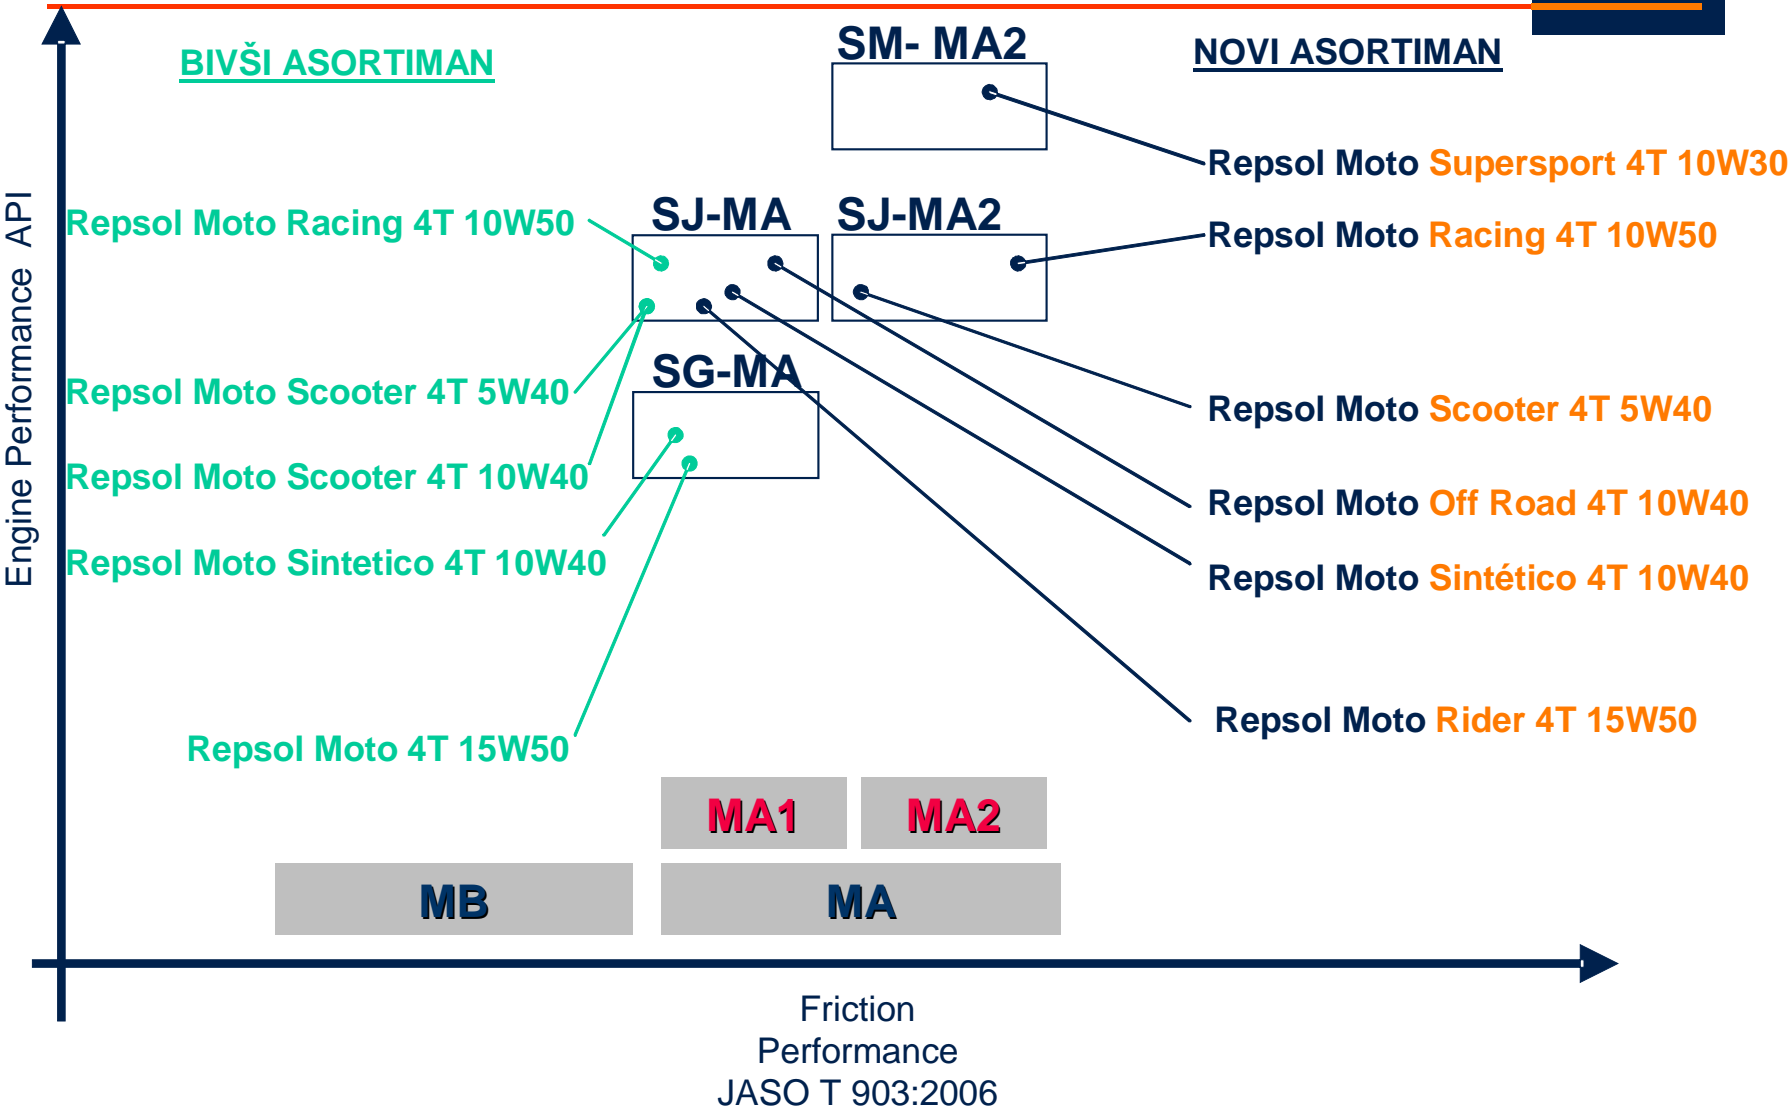 BIVŠI ASORTIMAN
SM- MA2
NOVI ASORTIMAN
Repsol Moto Supersport 4T 10W30
Engine Performance API
Repsol Moto Racing 4T 10W50
SJ-MA
SJ-MA2
Repsol Moto Racing 4T 10W50
SG-MA
Repsol Moto Scooter 4T 5W40
Repsol Moto Scooter 4T 5W40
Repsol Moto Scooter 4T 10W40
Repsol Moto Off Road 4T 10W40
Repsol Moto Sintetico 4T 10W40
Repsol Moto Sintético 4T 10W40
Repsol Moto 4T 15W50
Repsol Moto Rider 4T 15W50
MA1
MA2
MB
MA
Friction
Performance
JASO T 903:2006